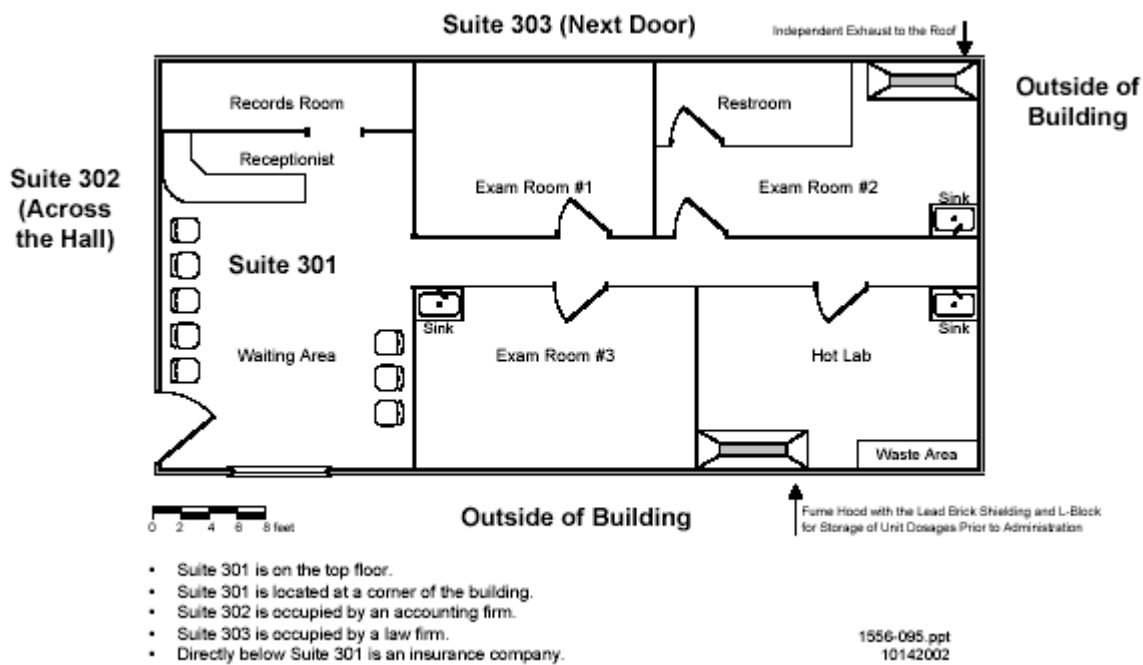 Suite 303 (Next Door)
Independent Exhaust to the Roof
Outside of
Building
Records Room
Restroom
Receptionist
Suite 302
(Across
the Hall)
Exam Room #1
Exam Room #2
Sink
Suite 301
Sink
Sink
Waiting Area
Exam Room #3
Hot Lab
Waste Area
0 2 4 6 8 feet
Outside of Building
Fume Hood with the Lead Brick Shielding and L-Block
for Storage of Unit Dosages Prior to Administration
• Suite 301 is on the top floor.
• Suite 301 is located at a corner of the building.
• Suite 302 is occupied by an accounting firm.
• Suite 303 is occupied by a law firm.
• Directly below Suite 301 is an insurance company.
1556-095.ppt
10142002